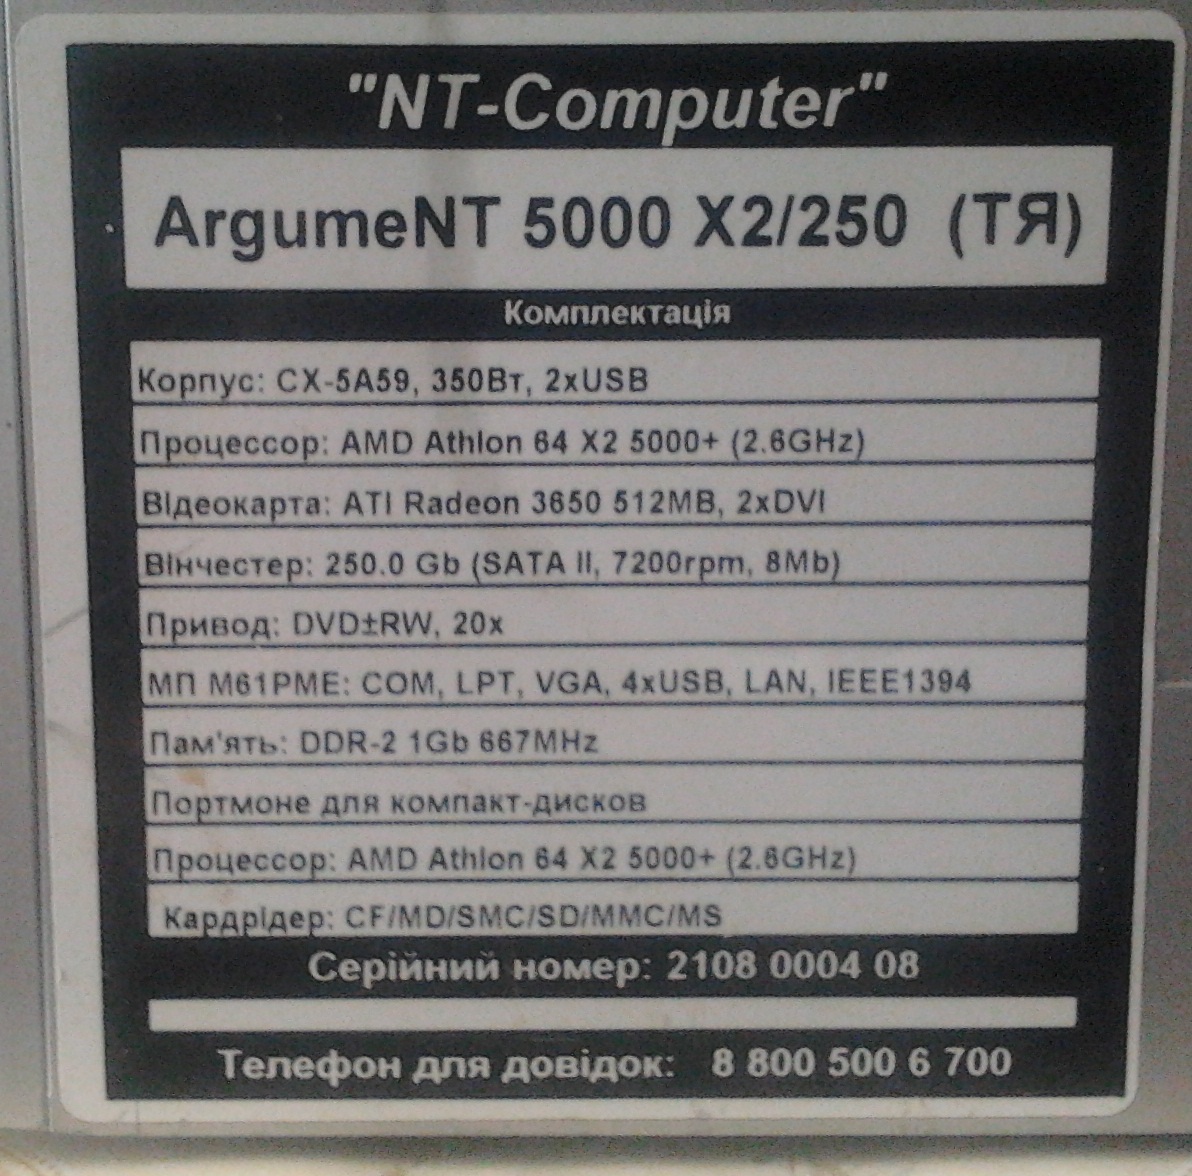 "NT-Computer"
ArgumeNT 5000 X2/250 (ТЯ)
Комплектація
Корпус: CX-5A59, 350Вт, 2xUSB
Процессор: AMD Athlon 64 X2 5000+ (2.6GHz)
Відеокарта: ATI Radeon 3650 512MB, 2xDVI
Вінчестер: 250.0 Gb (SATA II, 7200rpm, 8Mb)
Привод: DVD±RW, 20x
МП M61PME: COM, LPT, VGA, 4xUSB, LAN, IEEE1394
Пам'ять: DDR-2 1Gb 667MHz
Портмоне для компакт-дисков
Процессор: AMD Athlon 64 X2 5000+ (2.6GHz)
Кардрідер: CF/MD/SMC/SD/MMC/MS
Серійний номер: 2108 0004 08
Телефон для довідок: 8 800 500 6 700